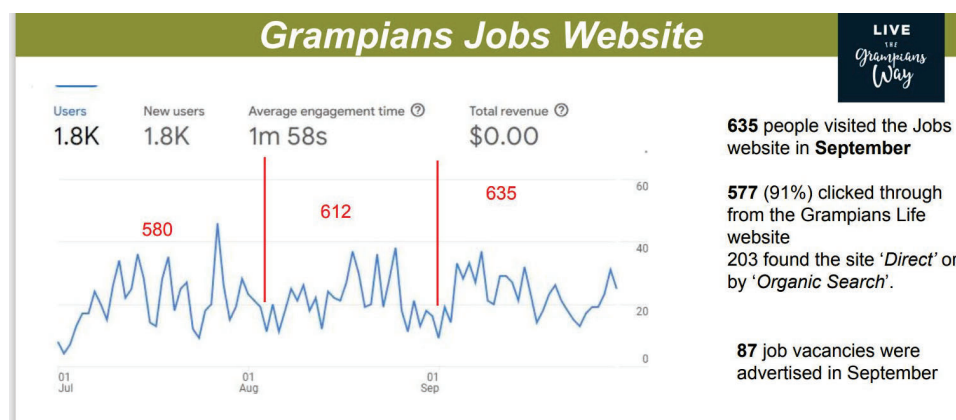 Grampians Jobs Website
LIVE
THE
Grampians
Way
Users
1.8K
New users
1.8K
Average engagement time
1m 58s
Total revenue
$0.00
580
612
635
60
40
20
0
01
Jul
01
Aug
01
Sep
635 people visited the Jobs
website in September
577 (91%) clicked through
from the Grampians Life
website
203 found the site ‘Direct’ or
by ‘Organic Search’.
87 job vacancies were
advertised in September